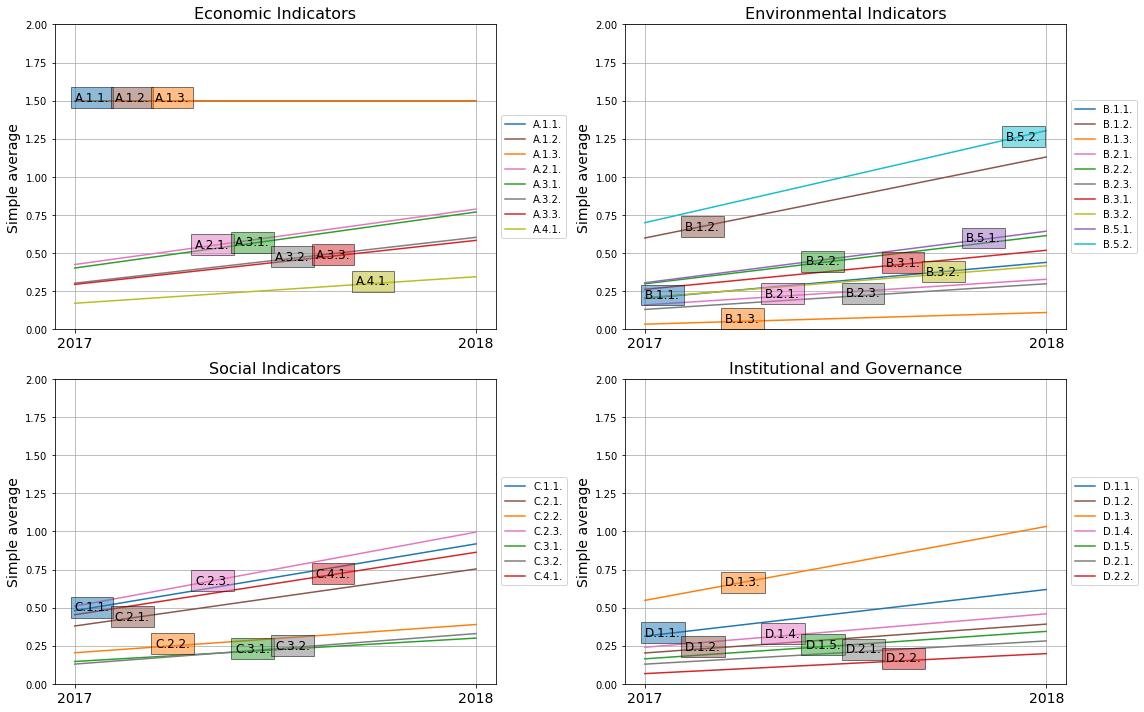 Economic Indicators
Simple average
2.00
1.75
1.50
1.25
1.00
0.75
0.50
0.25
0.00
2017
2018
A.1.1.
A.1.2.
A.1.3.
A.2.1.
A.3.1.
A.3.2.
A.3.3.
A.4.1.
A.1.1.
A.1.2.
A.1.3.
A.2.1.
A.3.1.
A.3.2.
A.3.3.
A.4.1.
Environmental Indicators
Simple average
2.00
1.75
1.50
1.25
1.00
0.75
0.50
0.25
0.00
2017
2018
B.1.1.
B.1.2.
B.1.3.
B.2.1.
B.2.2.
B.2.3.
B.3.1.
B.3.2.
B.5.1.
B.5.2.
B.1.1.
B.1.2.
B.1.3.
B.2.1.
B.2.2.
B.2.3.
B.3.1.
B.3.2.
B.5.1.
B.5.2.
Social Indicators
Simple average
2.00
1.75
1.50
1.25
1.00
0.75
0.50
0.25
0.00
2017
2018
C.1.1.
C.2.1.
C.2.2.
C.2.3.
C.3.1.
C.3.2.
C.4.1.
C.1.1.
C.2.1.
C.2.2.
C.2.3.
C.3.1.
C.3.2.
C.4.1.
Institutional and Governance
Simple average
2.00
1.75
1.50
1.25
1.00
0.75
0.50
0.25
0.00
2017
2018
D.1.1.
D.1.2.
D.1.3.
D.1.4.
D.1.5.
D.2.1.
D.2.2.
D.1.1.
D.1.2.
D.1.3.
D.1.4.
D.1.5.
D.2.1.
D.2.2.